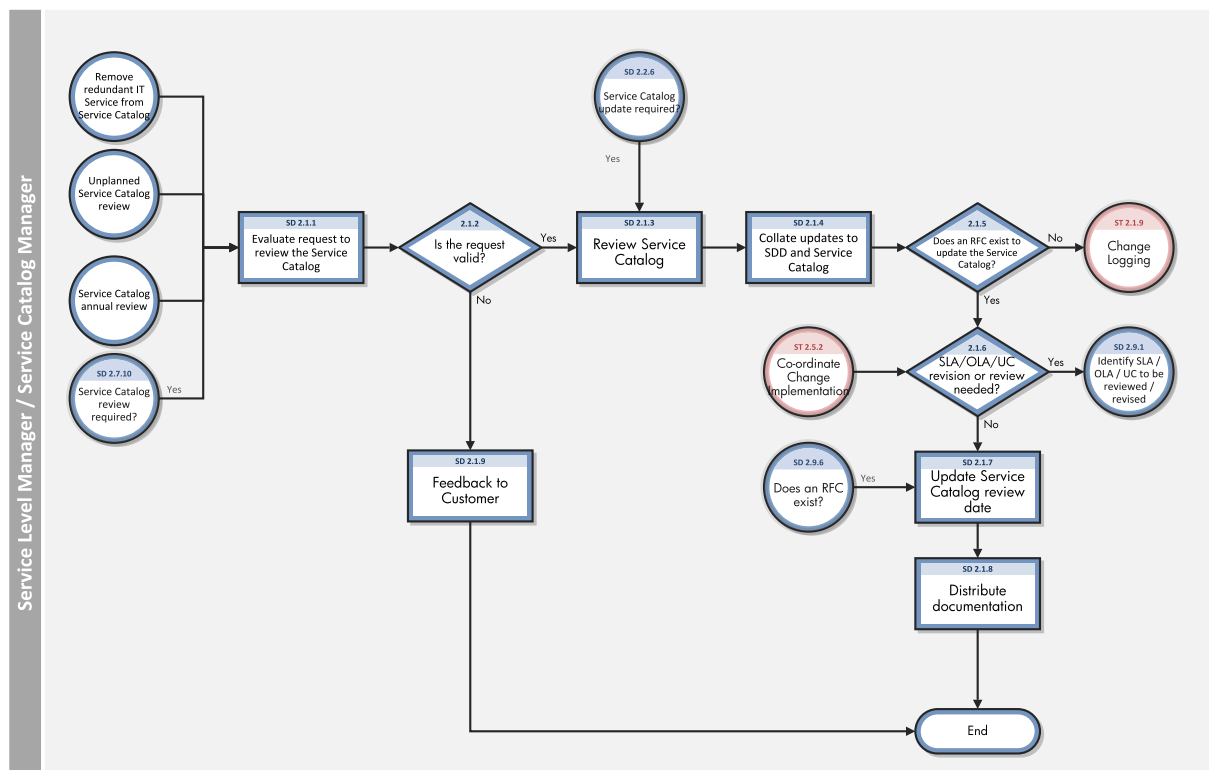 Service Level Manager / Service Catalog Manager
Remove
redundant IT
Service from
Service Catalog
Unplanned
Service Catalog
review
Service Catalog
annual review
SD 2.7.10
Service Catalog
review
required?
Yes
SD 2.1.1
Evaluate request to
review the Service
Catalog
2.1.2
Is the request
valid?
Yes
No
SD 2.2.6
Service Catalog
update required?
Yes
SD 2.1.3
Review Service
Catalog
SD 2.1.4
Collate updates to
SDD and Service
Catalog
2.1.5
Does an RFC exist to
update the Service
Catalog?
No
Yes
ST 2.1.9
Change
Logging
ST 2.5.2
Co-ordinate
Change
Implementation
2.1.6
SLA/OLA/UC
revision or review
needed?
Yes
No
SD 2.9.1
Identify SLA /
OLA / UC to be
reviewed /
revised
SD 2.1.9
Feedback to
Customer
SD 2.9.6
Does an RFC
exist?
Yes
SD 2.1.7
Update Service
Catalog review
date
SD 2.1.8
Distribute
documentation
End